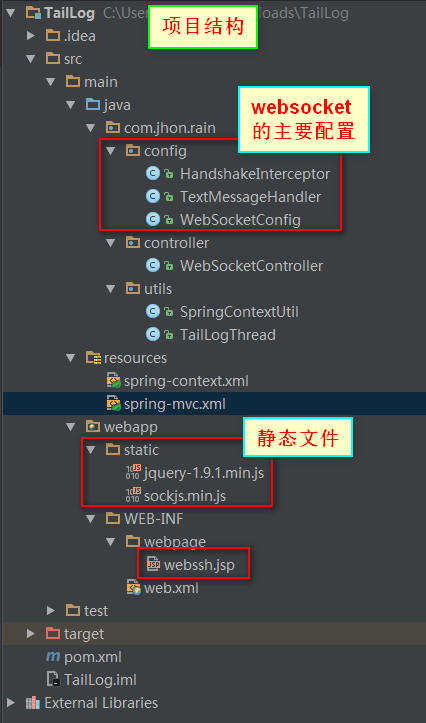 TailLog C:\Use
项目结构
oads\TailLog
.idea
src
main
java
com.jhon.rain
websocket
的主要配置
config
HandshakeInterceptor
TextMessageHandler
WebSocketConfig
controller
WebSocketController
utils
SpringContextUtil
TailLogThread
resources
spring-context.xml
spring-mvc.xml
webapp
静态文件
static
jquery-1.9.1.min.js
sockjs.min.js
WEB-INF
webpage
webssh.jsp
web.xml
test
target
pom.xml
TailLog.iml
External Libraries